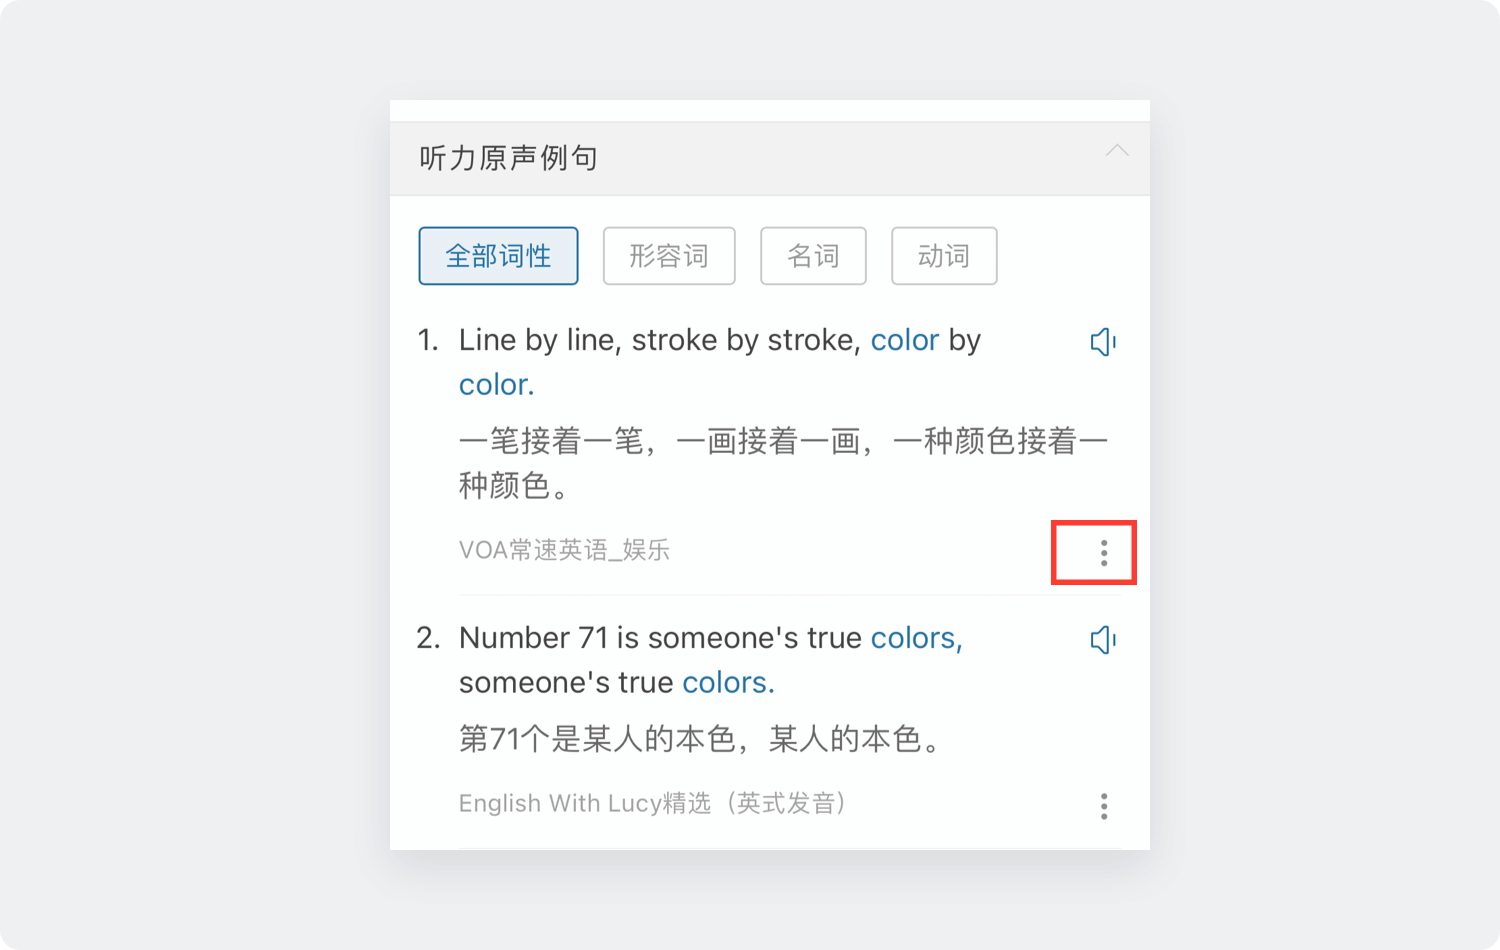 听力原声例句
全部词性 形容词 名词 动词
1. Line by line, stroke by stroke, color by
color.
一笔接着一笔，一画接着一画，一种颜色接着一
种颜色。
VOA常速英语_娱乐
2. Number 71 is someone's true colors,
someone's true colors.
第71个是某人的本色，某人的本色。
English With Lucy精选（英式发音）